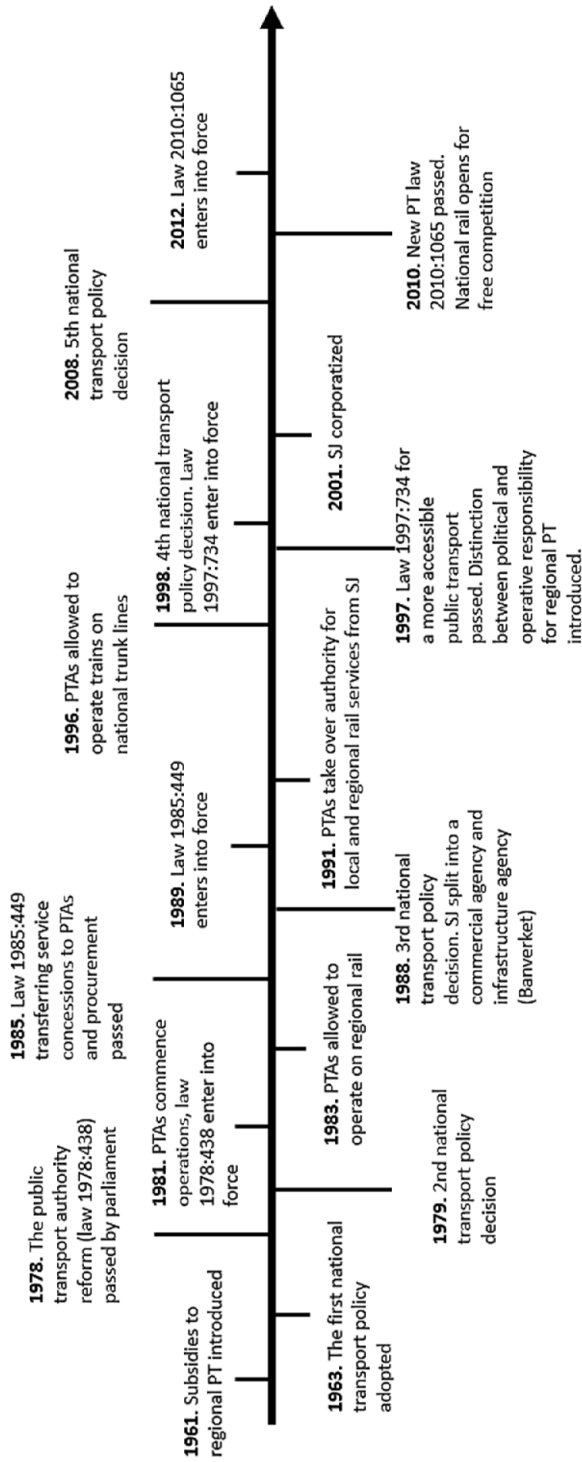 1961. Subsidies to
regional PT introduced
1963. The first national
transport policy
adopted
1978. The public
transport authority
reform (law 1978:438)
passed by parliament
1979. 2nd national
transport policy
decision
1981. PTAs commence
operations, law
1978:438 enter into
force
1983. PTAs allowed to
operate on regional rail
1985. Law 1985:449
transferring service
concessions to PTAs
and procurement
passed
1988. 3rd national
transport policy
decision. SJ split into a
commercial agency and
infrastructure agency
(Banverket)
1989. Law 1985:449
enters into force
1991. PTAs take over authority for
local and regional rail services from SJ
1996. PTAs allowed to
operate trains on
national trunk lines
1997. Law 1997:734 for
a more accessible
public transport
passed. Distinction
between political and
operative responsibility
for regional PT
introduced.
1998. 4th national transport
policy decision. Law
1997:734 enter into force
2001. SJ corporatized
2008. 5th national
transport policy
decision
2010. New PT law
2010:1065 passed.
National rail opens for
free competition
2012. Law 2010:1065
enters into force